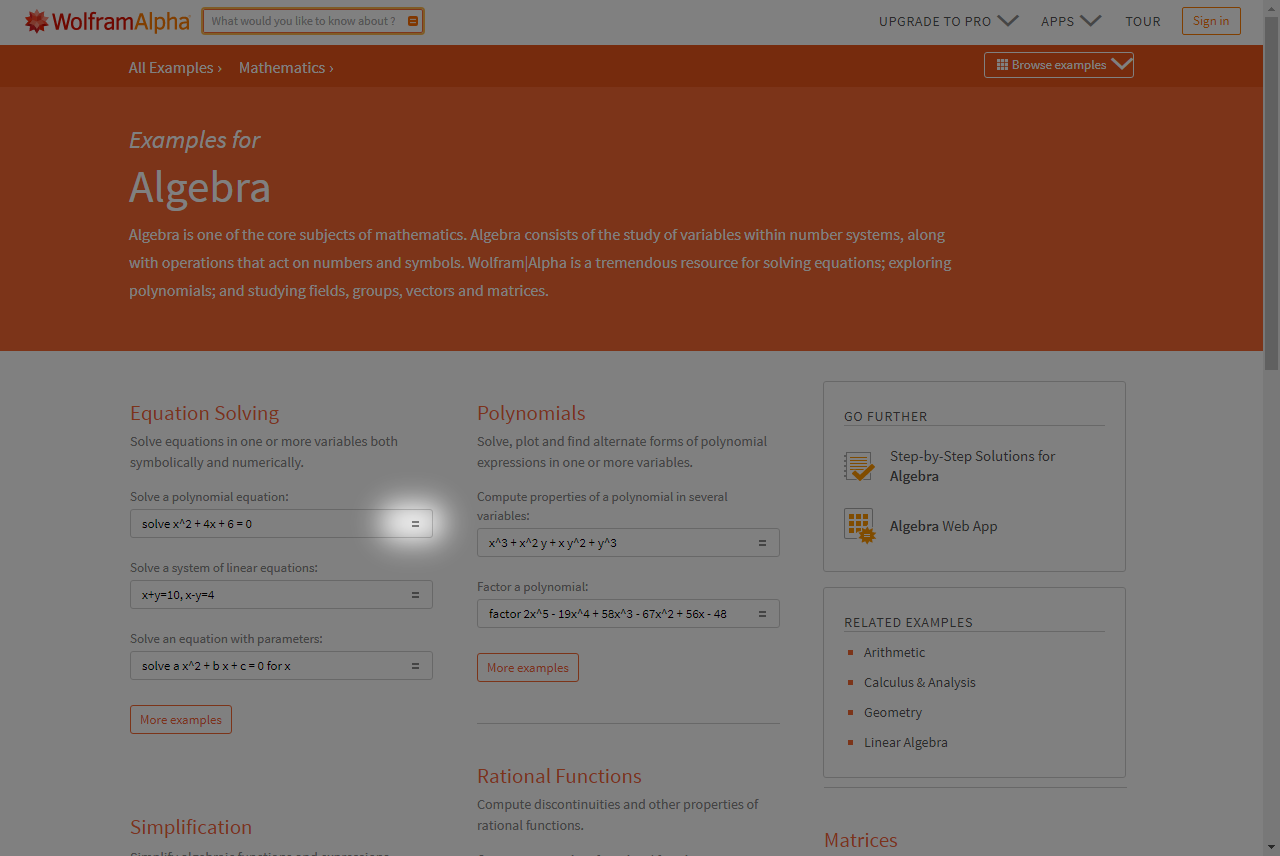 WolframAlpha
What would you like to know about ?
UPGRADE TO PRO
APPS
TOUR
Sign in
All Examples ›
Mathematics ›
Browse examples
Examples for
Algebra
Algebra is one of the core subjects of mathematics. Algebra consists of the study of variables within number systems, along
with operations that act on numbers and symbols. Wolfram|Alpha is a tremendous resource for solving equations; exploring
polynomials; and studying fields, groups, vectors and matrices.
Equation Solving
Solve equations in one or more variables both
symbolically and numerically.
Solve a polynomial equation:
solve x^2 + 4x + 6 = 0
=
Solve a system of linear equations:
x+y=10, x-y=4
=
Solve an equation with parameters:
solve a x^2 + b x + c = 0 for x
=
More examples
Simplification
Polynomials
Solve, plot and find alternate forms of polynomial
expressions in one or more variables.
Compute properties of a polynomial in several
variables:
x^3 + x^2 y + x y^2 + y^3
=
Factor a polynomial:
factor 2x^5 - 19x^4 + 58x^3 - 67x^2 + 56x - 48
=
More examples
Rational Functions
Compute discontinuities and other properties of
rational functions.
GO FURTHER
Step-by-Step Solutions for
Algebra
Algebra Web App
RELATED EXAMPLES
Arithmetic
Calculus & Analysis
Geometry
Linear Algebra
Matrices